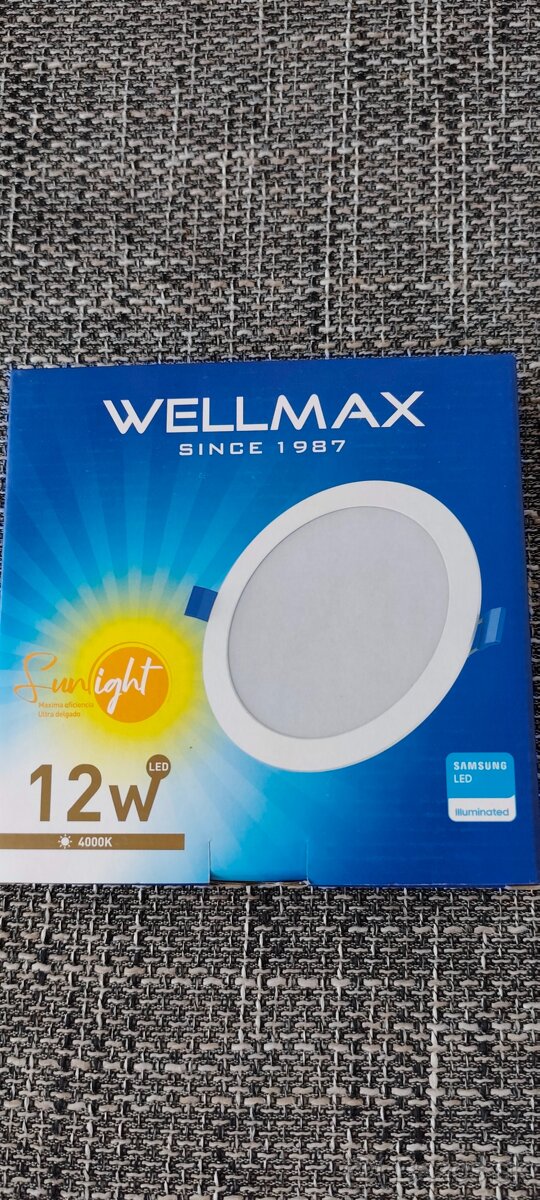 WELLMAX
SINCE 1987
Sunlight
Maxima eficiencia
Ultra delgado
LED
12W
4000K
SAMSUNG
LED
Illuminated